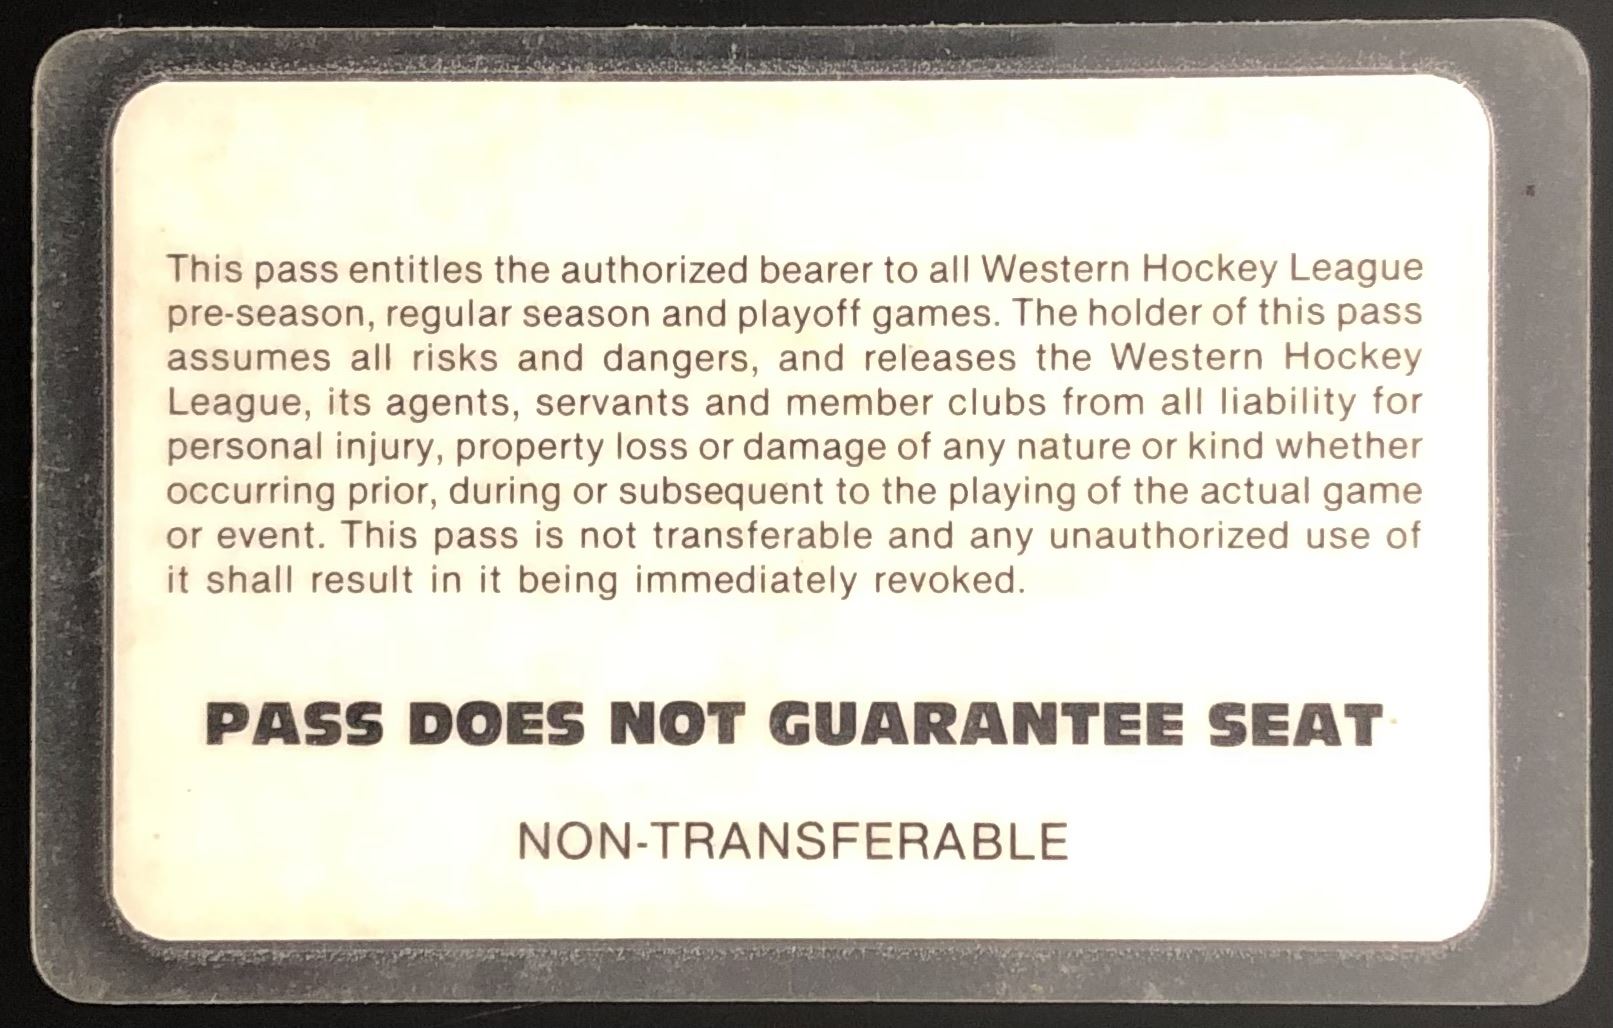 This pass entitles the authorized bearer to all Western Hockey League
pre-season, regular season and playoff games. The holder of this pass
assumes all risks and dangers, and releases the Western Hockey
League, its agents, servants and member clubs from all liability for
personal injury, property loss or damage of any nature or kind whether
occurring prior, during or subsequent to the playing of the actual game
or event. This pass is not transferable and any unauthorized use of
it shall result in it being immediately revoked.
PASS DOES NOT GUARANTEE SEAT
NON-TRANSFERABLE